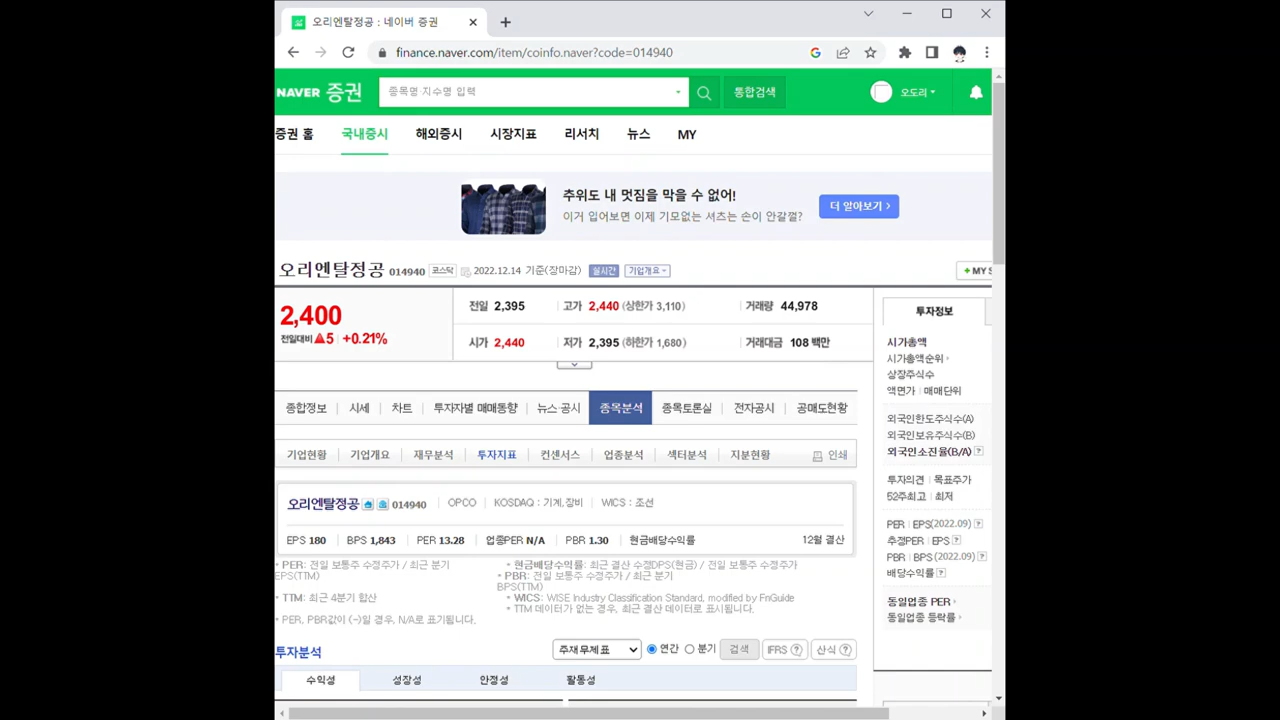 오리엔탈정공 : 네이버 증권
finance.naver.com/item/coinfo.naver?code=014940
NAVER 증권 종목명 지수명 입력 통합검색 오도리
증권 홈 국내증시 해외증시 시장지표 리서치 뉴스 MY
추위도 내 멋짐을 막을 수 없어!
이거 입어보면 이제 기모없는 셔츠는 손이 안갈껄?
더 알아보기
오리엔탈정공 014940 코스닥 2022.12.14 기준(장마감) 실시간 기업개요 + MY S
2,400
전일대비 5 +0.21%
전일 2,395 고가 2,440 (상한가 3,110) 거래량 44,978
시가 2,440 저가 2,395 (하한가 1,680) 거래대금 108 백만
종합정보 시세 차트 투자자별 매매동향 뉴스·공시 종목분석 종목토론실 전자공시 공매도현황
기업현황 기업개요 재무분석 투자지표 컨센서스 업종분석 섹터분석 지분현황 인쇄
오리엔탈정공 014940 OPCO KOSDAQ : 기계,장비 WICS : 조선
EPS 180 BPS 1,843 PER 13.28 업종PER N/A PBR 1.30 현금배당수익률 12월 결산
* PER: 전일 보통주 수정주가 / 최근 분기 EPS(TTM)
* TTM: 최근 4분기 합산
* PER, PBR값이 (-)일 경우, N/A로 표기됩니다.
* 현금배당수익률: 최근 결산 수정DPS(현금) / 전일 보통주 수정주가
* PBR: 전일 보통주 수정주가 / 최근 분기 BPS(TTM)
* WICS: WISE Industry Classification Standard, modified by FnGuide
* TTM 데이터가 없는 경우, 최근 결산 데이터로 표시됩니다.
투자분석 주재무제표 연간 분기 검색 IFRS ? 산식 ?
수익성 성장성 안정성 활동성
투자정보
시가총액
시가총액순위
상장주식수
액면가 매매단위
외국인한도주식수(A)
외국인보유주식수(B)
외국인소진율(B/A) ?
투자의견 목표주가
52주최고 최저
PER EPS(2022.09) ?
추정PER EPS ?
PBR BPS (2022.09) ?
배당수익률 ?
동일업종 PER
동일업종 등락률